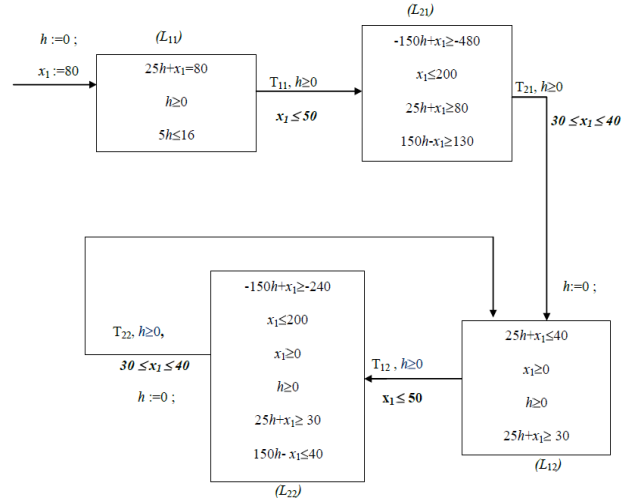 (L21)
(L11)
h :=0 ;
x1 :=80
25h+x1=80
h≥0
5h≤16
T11, h≥0
x1 ≤ 50
-150h+x1≥-480
x1≤200
25h+x1≥80
150h-x1≥130
T21, h≥0
30 ≤x1≤ 40
h:=0 ;
-150h+x1≥-240
x1≤200
x1≥0
h≥0
25h+x1≥ 30
150h- x1≤40
(L22)
T22, h≥0,
30 ≤x1≤ 40
h :=0 ;
T12 , h≥0
x1≤ 50
25h+x1≤40
x1≥0
h≥0
25h+x1≥ 30
(L12)